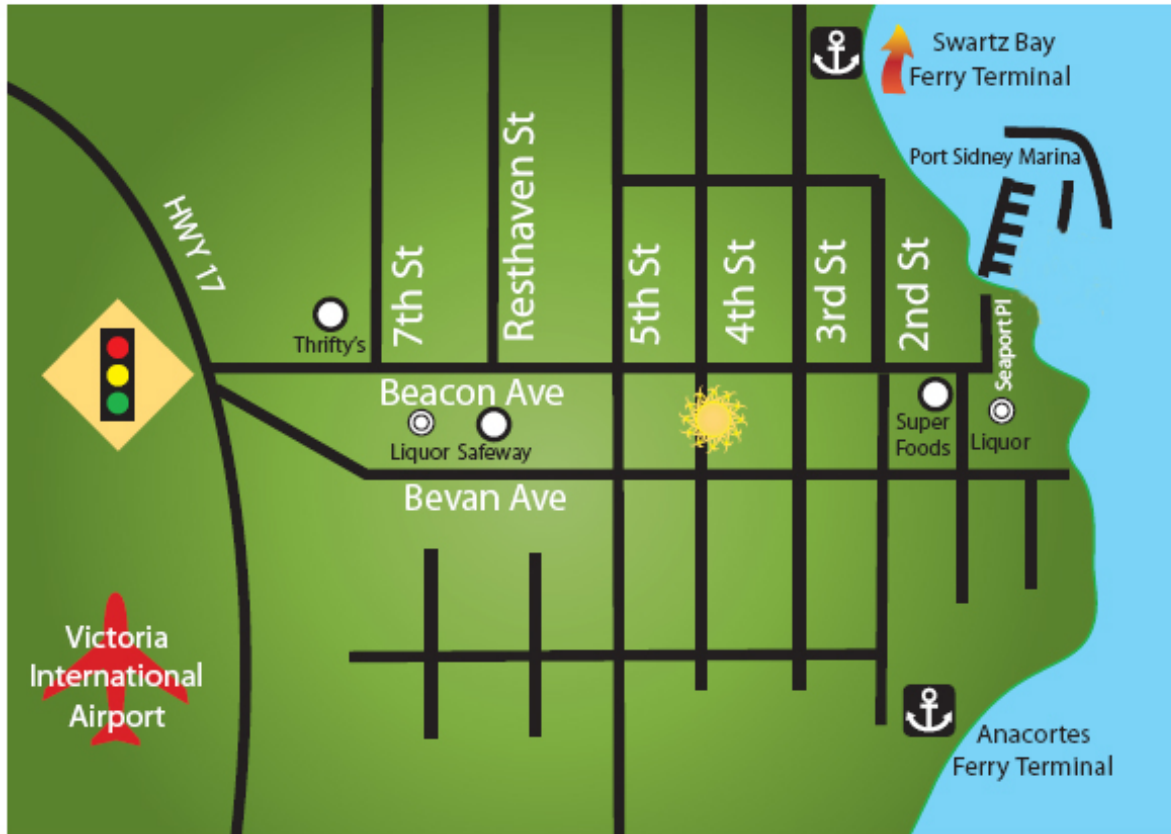 Swartz Bay
Ferry Terminal
Port Sidney Marina
HWY 17
7th St
Resthaven St
5th St
4th St
3rd St
2nd St
Seaport Pl
Thrifty's
Beacon Ave
Liquor
Safeway
Super
Foods
Liquor
Bevan Ave
Victoria
International
Airport
Anacortes
Ferry Terminal